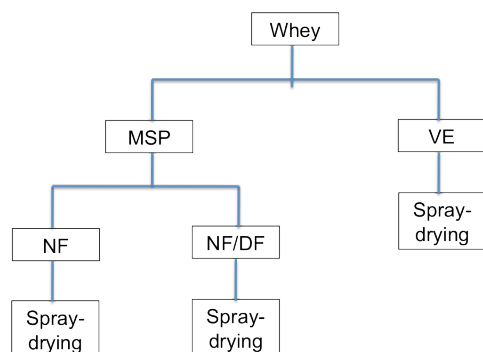 Whey
MSP
VE
Spray-
drying
NF
NF/DF
Spray-
drying
Spray-
drying